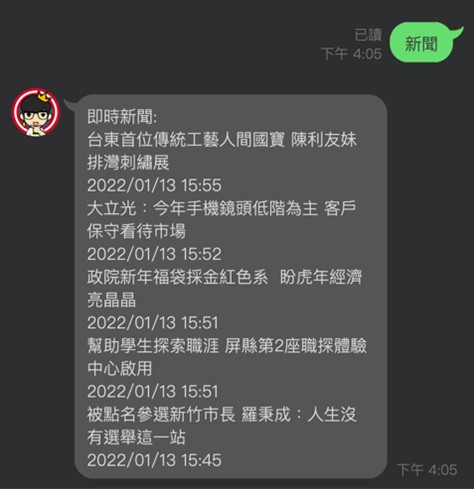 已讀
下午 4:05
新聞
即時新聞:
台東首位傳統工藝人間國寶 陳利友妹
排灣刺繡展
2022/01/13 15:55
大立光：今年手機鏡頭低階為主 客戶
保守看待市場
2022/01/13 15:52
政院新年福袋採金紅色系  盼虎年經濟
亮晶晶
2022/01/13 15:51
幫助學生探索職涯 屏縣第2座職探體驗
中心啟用
2022/01/13 15:51
被點名參選新竹市長 羅秉成：人生沒
有選舉這一站
2022/01/13 15:45
下午 4:05